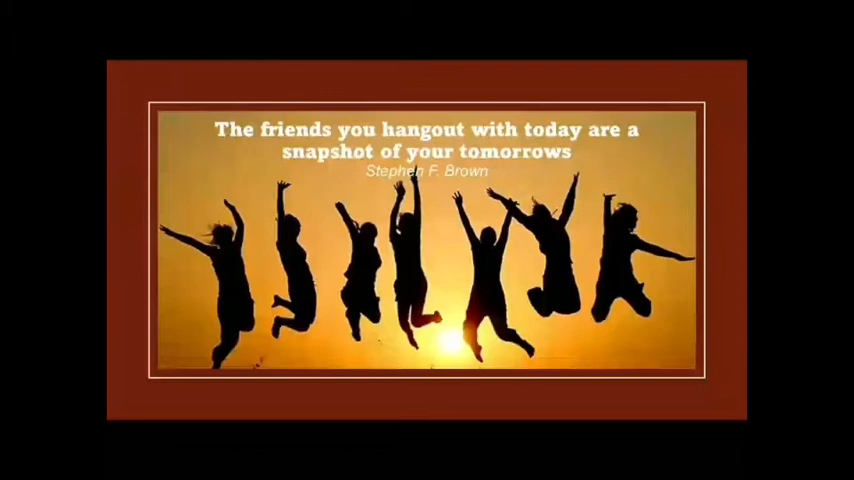 The friends you hangout with today are a
snapshot of your tomorrows
Stephen F. Brown